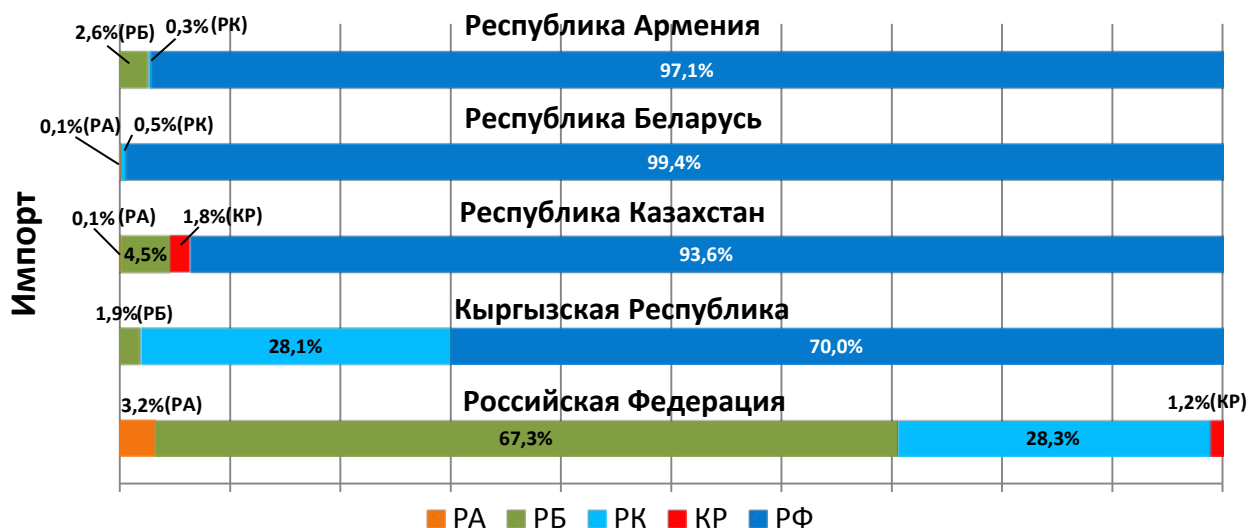 Импорт
Республика Армения
2,6%(РБ)
0,3%(РК)
97,1%
Республика Беларусь
0,1%(РА)
0,5%(РК)
99,4%
Республика Казахстан
0,1%(РА)
1,8%(КР)
4,5%
93,6%
Кыргызская Республика
1,9%(РБ)
28,1%
70,0%
Российская Федерация
3,2%(РА)
1,2%(КР)
67,3%
28,3%
РА РБ РК КР РФ